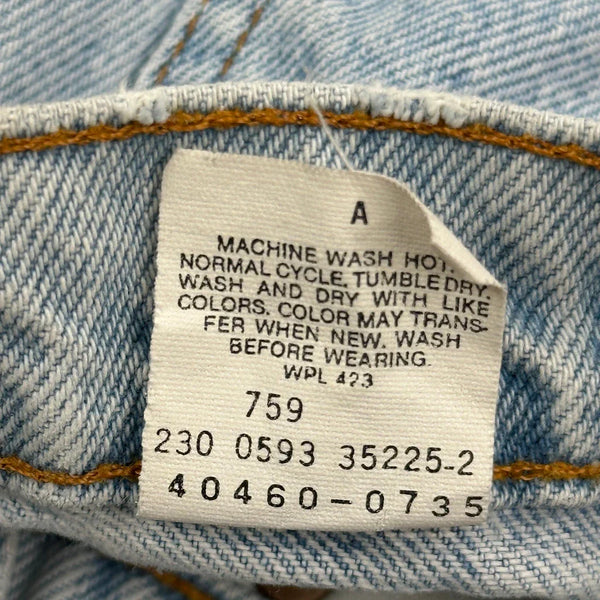 A
MACHINE WASH HOT.
NORMAL CYCLE. TUMBLE DRY.
WASH AND DRY WITH LIKE
COLORS. COLOR MAY TRANS-
FER WHEN NEW. WASH
BEFORE WEARING.
WPL 423
759
230 0593 35225-2
40460-0735